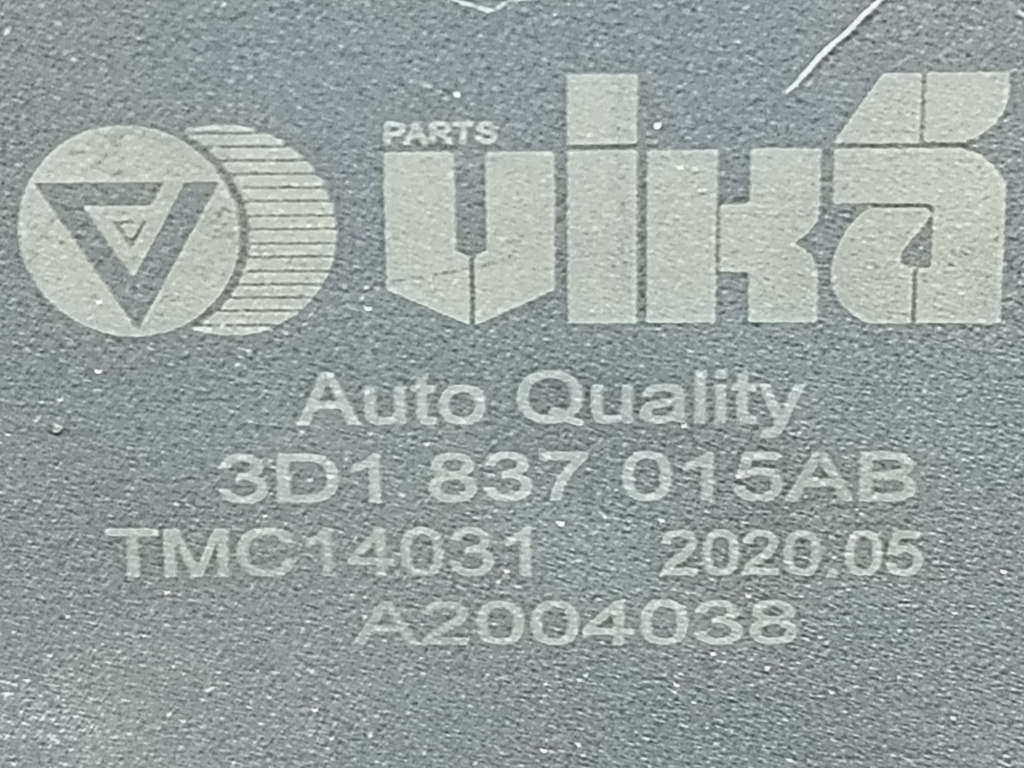 PARTS
vika
Auto Quality
3D1 837 015AB
TMC14031 2020.05
A2004038